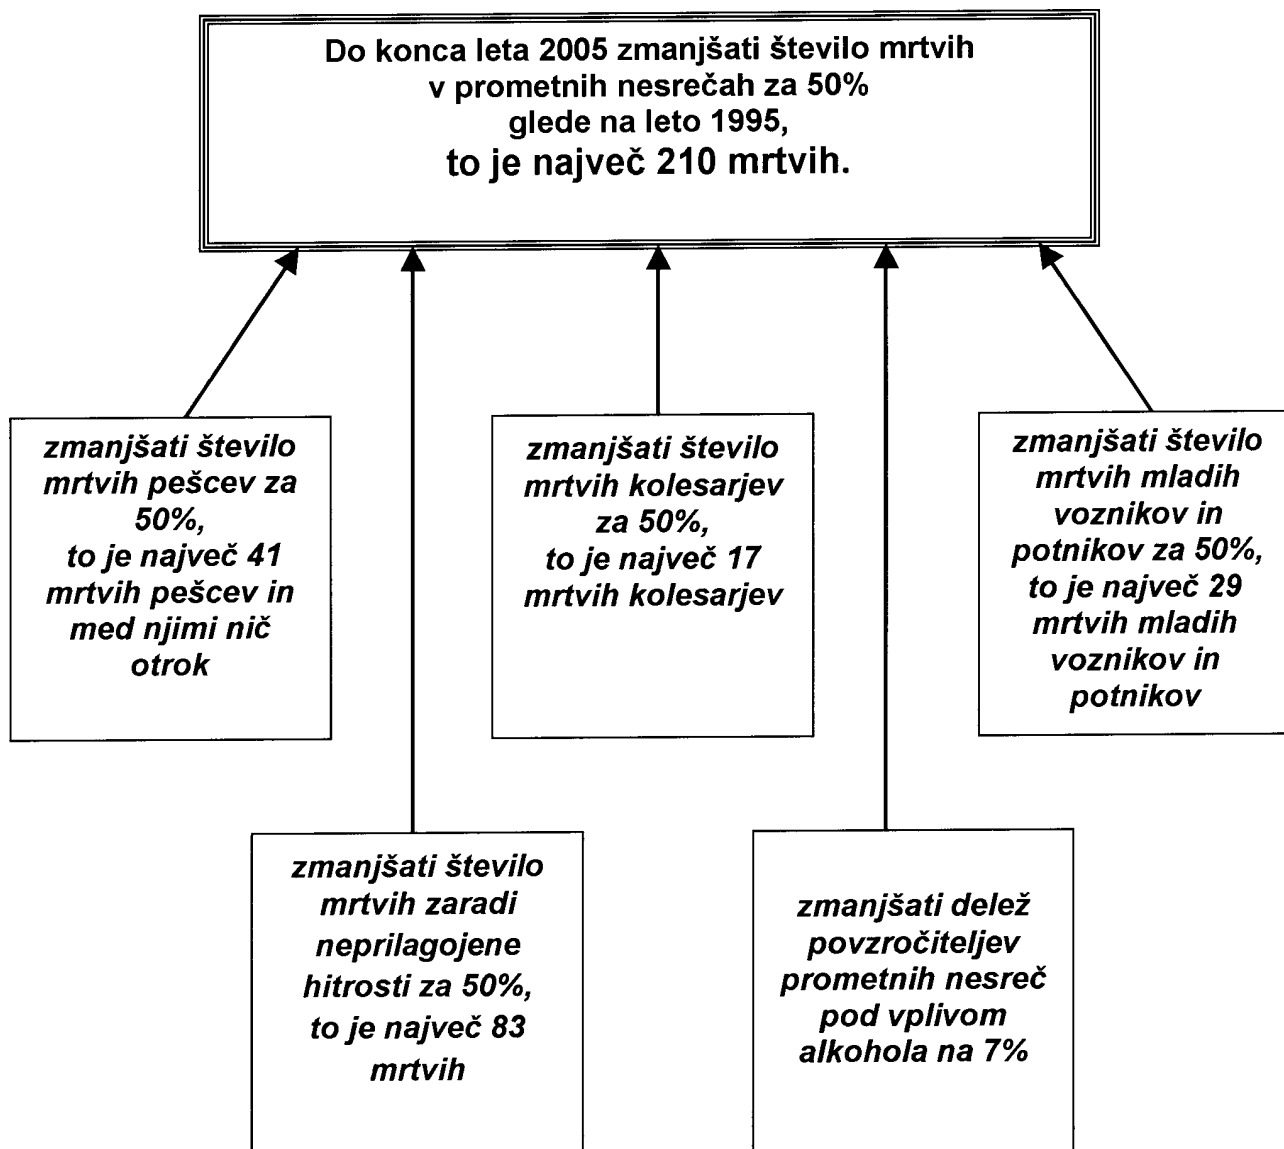 Do konca leta 2005 zmanjšati število mrtvih
v prometnih nesrečah za 50%
glede na leto 1995,
to je največ 210 mrtvih.
zmanjšati število
mrtvih pešcev za
50%,
to je največ 41
mrtvih pešcev in
med njimi nič
otrok
zmanjšati število
mrtvih kolesarjev
za 50%,
to je največ 17
mrtvih kolesarjev
zmanjšati število
mrtvih mladih
voznikov in
potnikov za 50%,
to je največ 29
mrtvih mladih
voznikov in
potnikov
zmanjšati število
mrtvih zaradi
neprilagojene
hitrosti za 50%,
to je največ 83
mrtvih
zmanjšati delež
povzročiteljev
prometnih nesreč
pod vplivom
alkohola na 7%